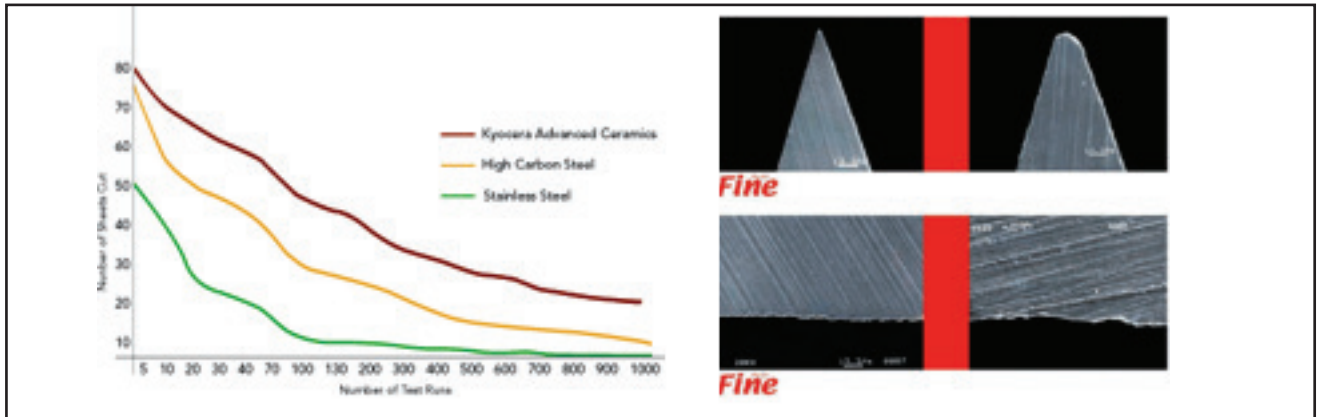 80
70
60
50
40
30
20
10
Number of Sheets Cut
Kyocera Advanced Ceramics
High Carbon Steel
Stainless Steel
5 10 20 30 40 70 100 130 200 300 400 500 600 700 800 900 1000
Number of Test Runs
Fine
Fine